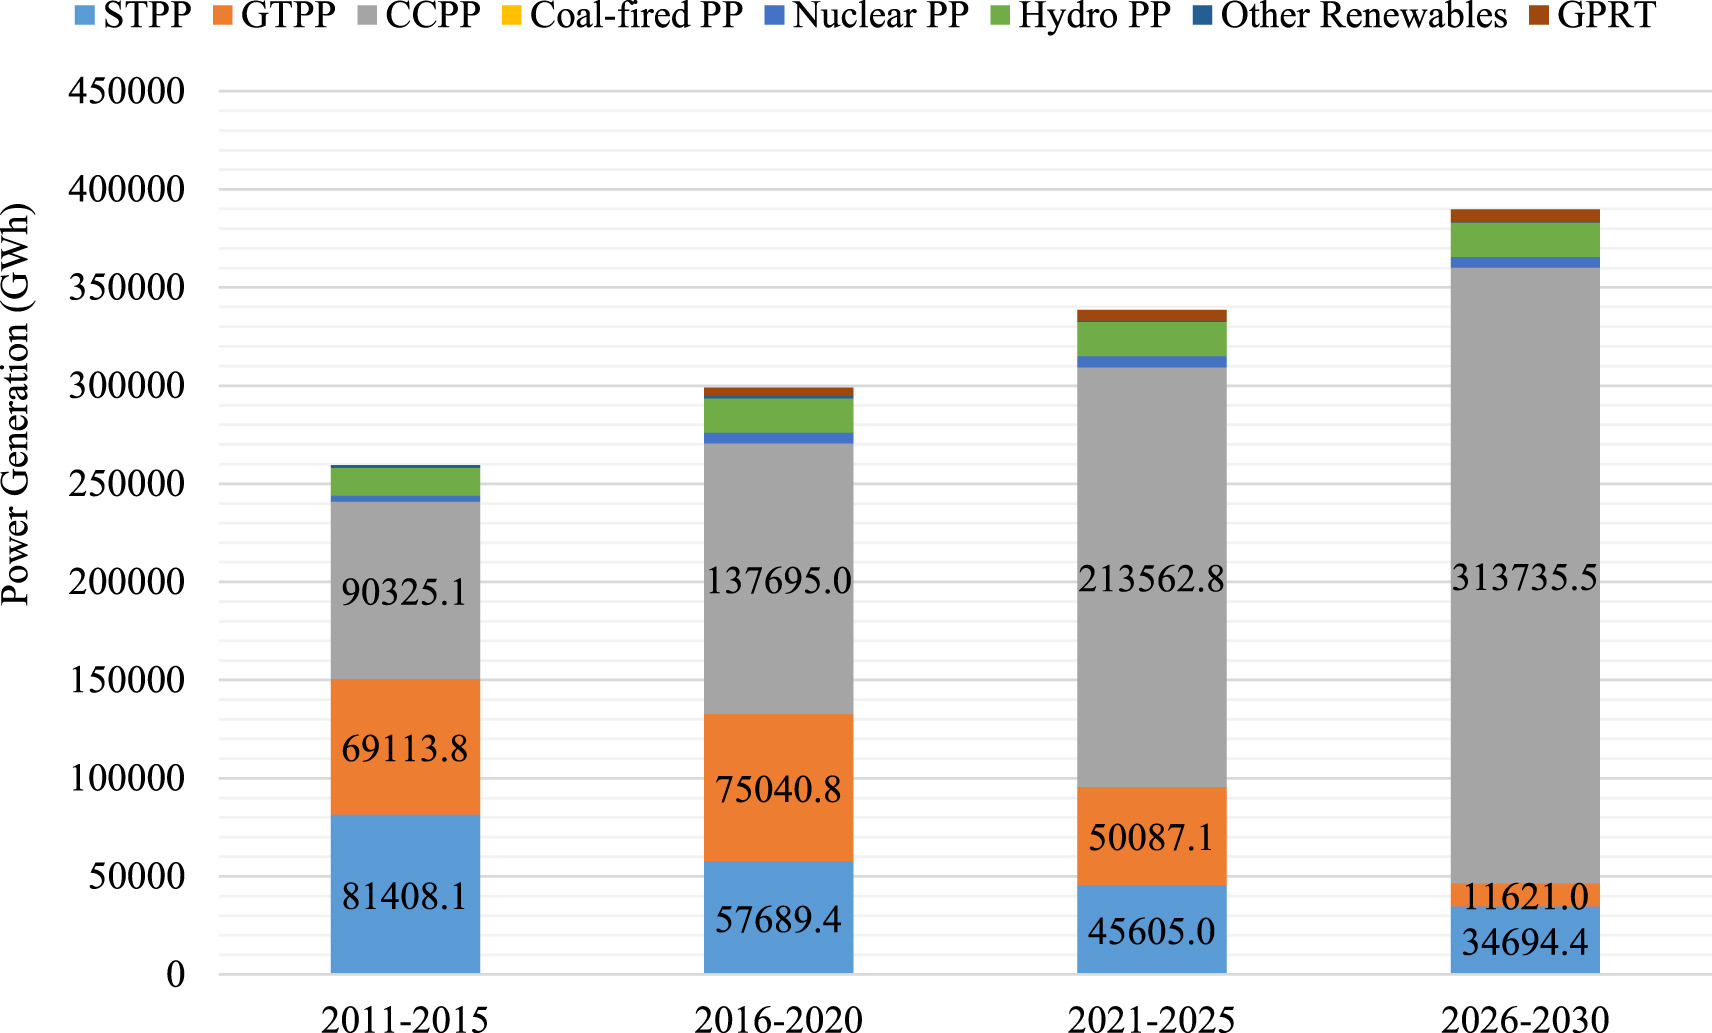 STPP GTPP CCPP Coal-fired PP Nuclear PP Hydro PP Other Renewables GPRT
Power Generation (GWh)
450000
400000
350000
300000
250000
200000
150000
100000
50000
0
90325.1 137695.0 213562.8 313735.5
69113.8 75040.8 50087.1 11621.0
81408.1 57689.4 45605.0 34694.4
2011-2015 2016-2020 2021-2025 2026-2030